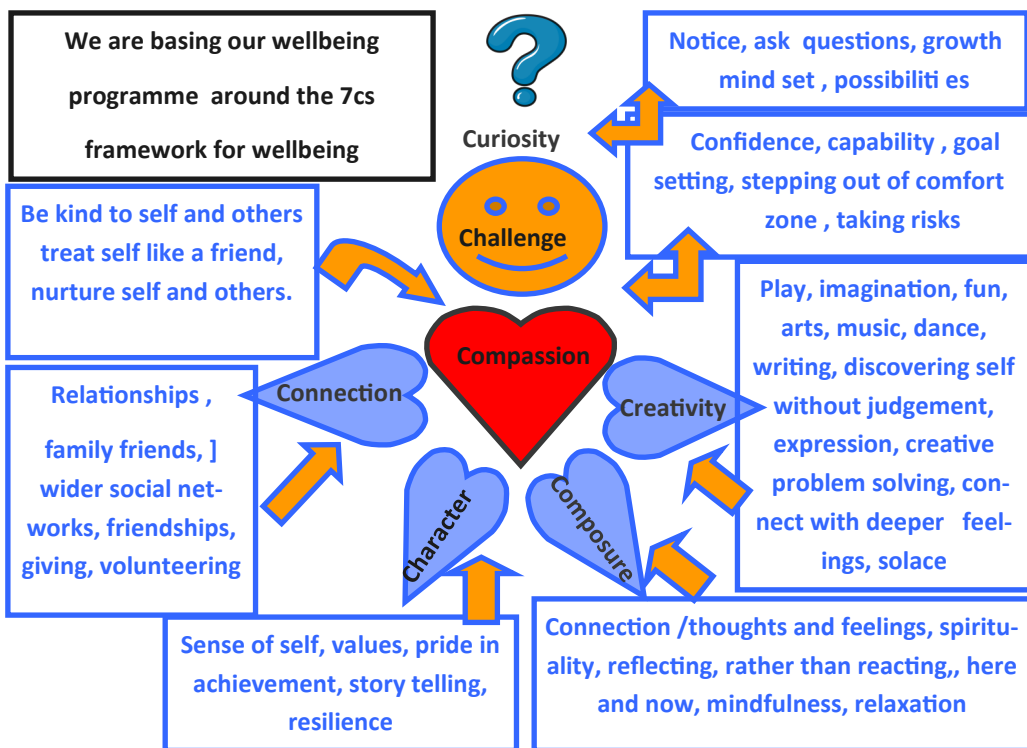 We are basing our wellbeing
programme around the 7cs
framework for wellbeing
?
Curiosity
Notice, ask questions, growth
mind set , possibiliti es
Challenge
Confidence, capability , goal
setting, stepping out of comfort
zone , taking risks
Be kind to self and others
treat self like a friend,
nurture self and others.
Compassion
Connection
Relationships ,
family friends, ]
wider social net-
works, friendships,
giving, volunteering
Creativity
Play, imagination, fun,
arts, music, dance,
writing, discovering self
without judgement,
expression, creative
problem solving, con-
nect with deeper feel-
ings, solace
Character
Sense of self, values, pride in
achievement, story telling,
resilience
Composure
Connection /thoughts and feelings, spiritu-
ality, reflecting, rather than reacting,, here
and now, mindfulness, relaxation